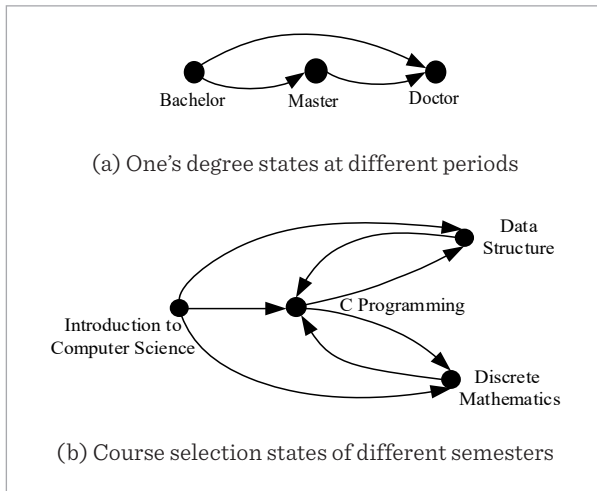 Bachelor
Master
Doctor
(a) One’s degree states at different periods
Data
Structure
C Programming
Introduction to
Computer Science
Discrete
Mathematics
(b) Course selection states of different semesters